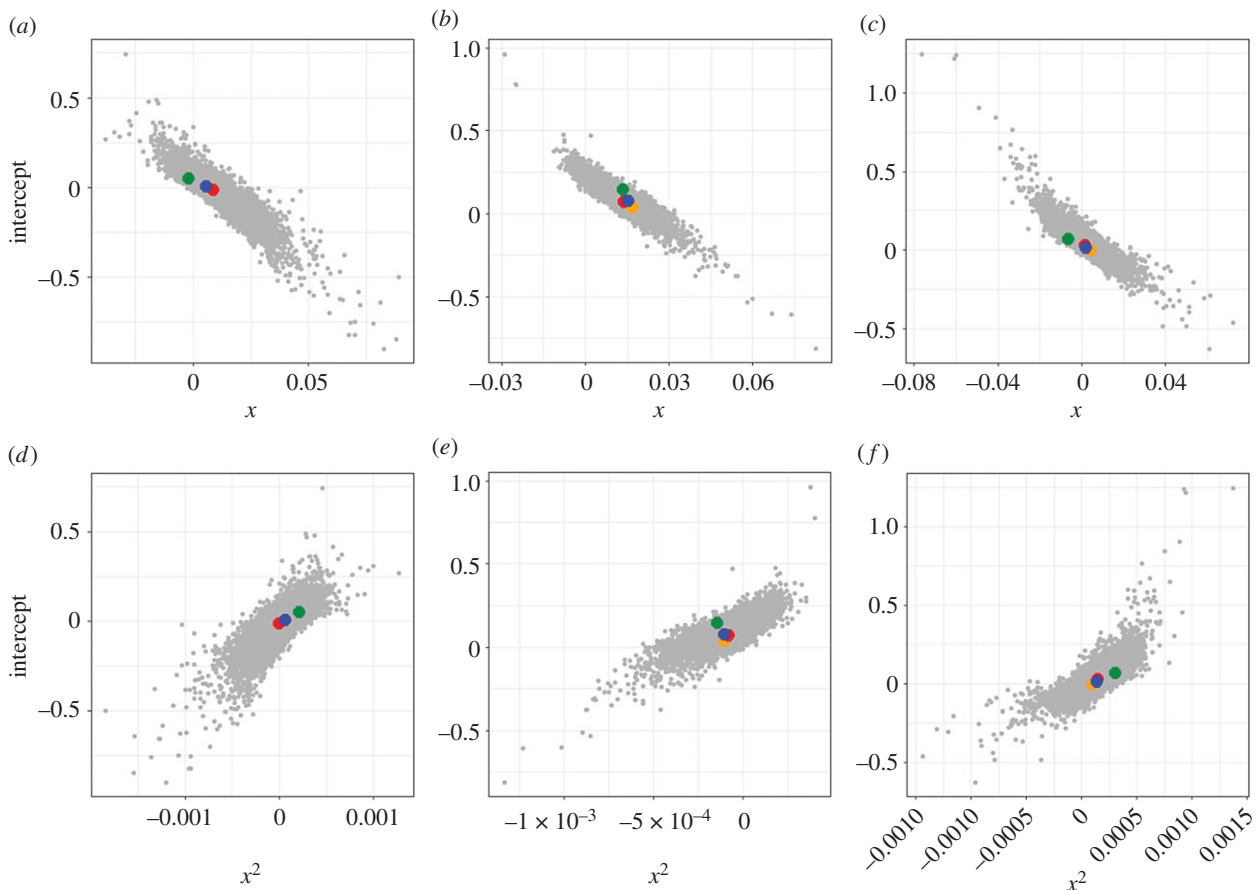 (a)
(b)
(c)
intercept
0.5
0
−0.5
1.0
0.5
0
−0.5
1.0
0.5
0
−0.5
0
0.05
−0.03
0
0.03
0.06
−0.08
−0.04
0
0.04
x
x
x
(d)
(e)
(f)
intercept
0.5
0
−0.5
1.0
0.5
0
−0.5
1.0
0.5
0
−0.5
−0.001
0
0.001
−1 × 10⁻³
−5 × 10⁻⁴
0
−0.0010
−0.0010
−0.0005
0
0.0005
0.0010
0.0015
x²
x²
x²